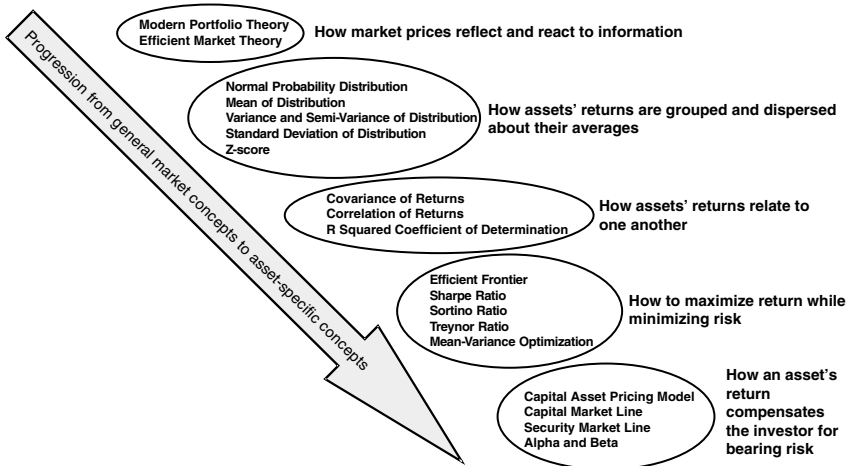 Modern Portfolio Theory
Efficient Market Theory
How market prices reflect and react to information
Progression from general market concepts to asset-specific concepts
Normal Probability Distribution
Mean of Distribution
Variance and Semi-Variance of Distribution
Standard Deviation of Distribution
Z-score
How assets’ returns are grouped and dispersed
about their averages
Covariance of Returns
Correlation of Returns
R Squared Coefficient of Determination
How assets’ returns relate to
one another
Efficient Frontier
Sharpe Ratio
Sortino Ratio
Treynor Ratio
Mean-Variance Optimization
How to maximize return while
minimizing risk
Capital Asset Pricing Model
Capital Market Line
Security Market Line
Alpha and Beta
How an asset’s
return
compensates
the investor for
bearing risk